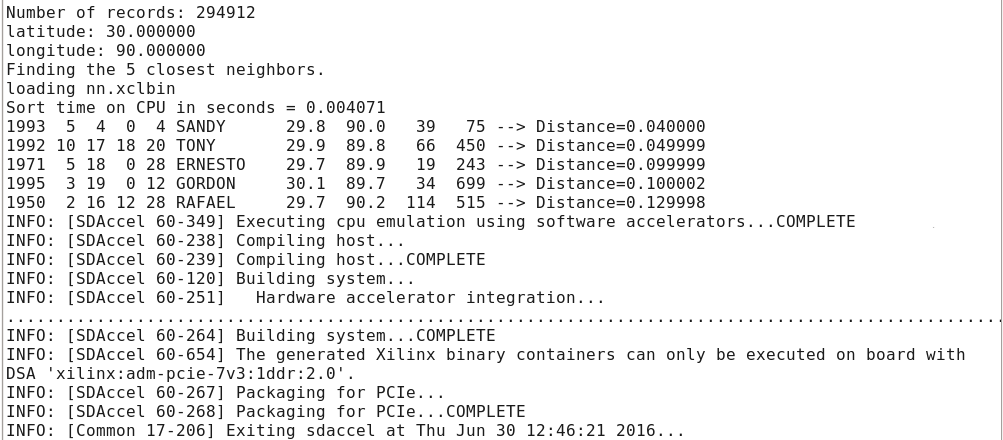 Number of records: 294912
latitude: 30.000000
longitude: 90.000000
Finding the 5 closest neighbors.
loading nn.xclbin
Sort time on CPU in seconds = 0.004071
1993  5  4  0  4 SANDY      29.8  90.0   39   75 --> Distance=0.040000
1992 10 17 18 20 TONY       29.9  89.8   66  450 --> Distance=0.049999
1971  5 18  0 28 ERNESTO    29.7  89.9   19  243 --> Distance=0.099999
1995  3 19  0 12 GORDON     30.1  89.7   34  699 --> Distance=0.100002
1950  2 16 12 28 RAFAEL     29.7  90.2  114  515 --> Distance=0.129998
INFO: [SDAccel 60-349] Executing cpu emulation using software accelerators...COMPLETE
INFO: [SDAccel 60-238] Compiling host...
INFO: [SDAccel 60-239] Compiling host...COMPLETE
INFO: [SDAccel 60-120] Building system...
INFO: [SDAccel 60-251]   Hardware accelerator integration...
....................................................................................................
INFO: [SDAccel 60-264] Building system...COMPLETE
INFO: [SDAccel 60-654] The generated Xilinx binary containers can only be executed on board with
DSA 'xilinx:adm-pcie-7v3:1ddr:2.0'.
INFO: [SDAccel 60-267] Packaging for PCIe...
INFO: [SDAccel 60-268] Packaging for PCIe...COMPLETE
INFO: [Common 17-206] Exiting sdaccel at Thu Jun 30 12:46:21 2016...